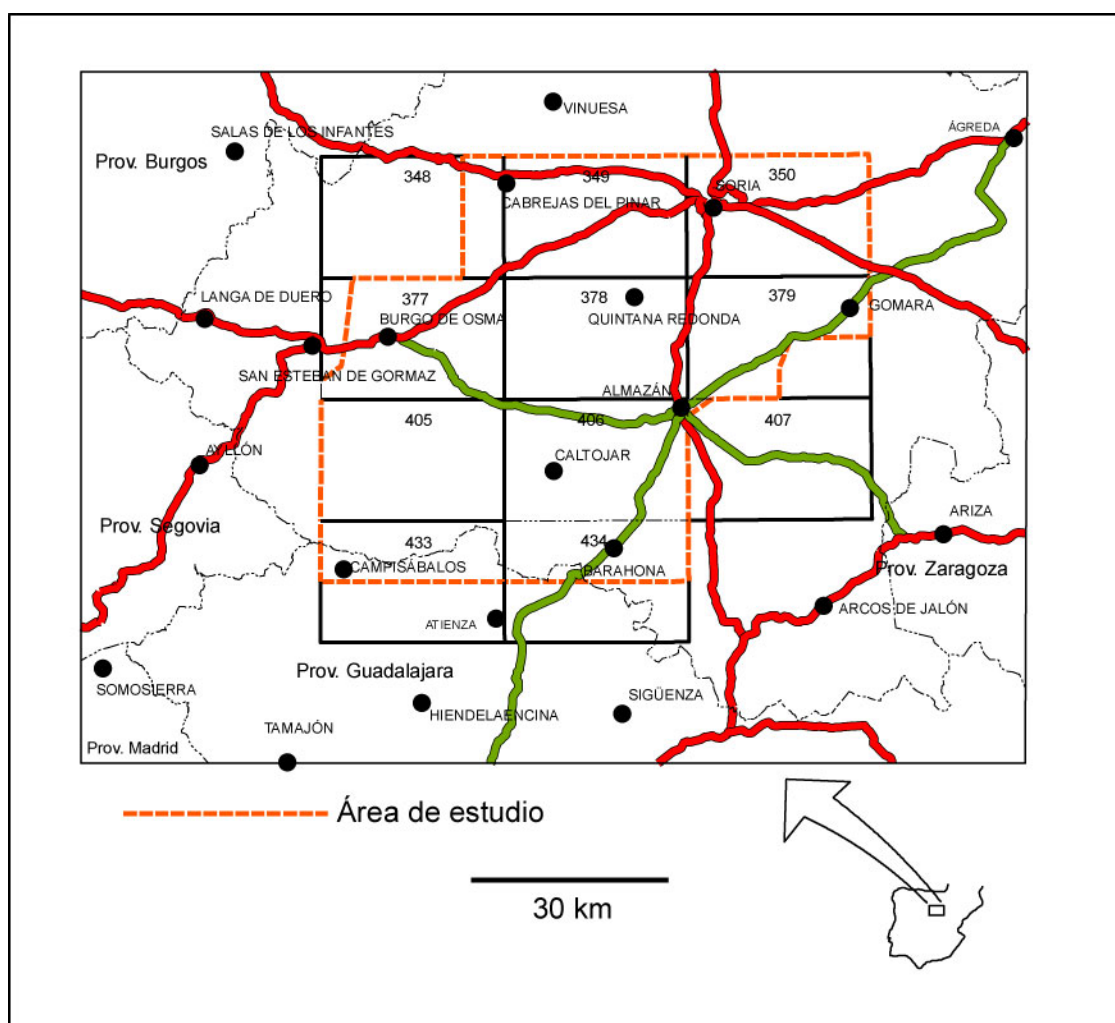 VINUESA
ÁGREDA
SALAS DE LOS INFANTES
Prov. Burgos
348
349
350
SORIA
CABREJAS DEL PINAR
LANGA DE DUERO
377
378
379
GOMARA
BURGO DE OSMA
QUINTANA REDONDA
SAN ESTEBAN DE GORMAZ
ALMAZÁN
405
406
407
AYLLÓN
CALTOJAR
ARIZA
Prov. Segovia
433
434
CAMPISÁBALOS
BARAHONA
Prov. Zaragoza
ARCOS DE JALÓN
ATIENZA
Prov. Guadalajara
SOMOSIERRA
SIGÜENZA
HIENDELAENCINA
TAMAJÓN
Prov. Madrid
Área de estudio
30 km